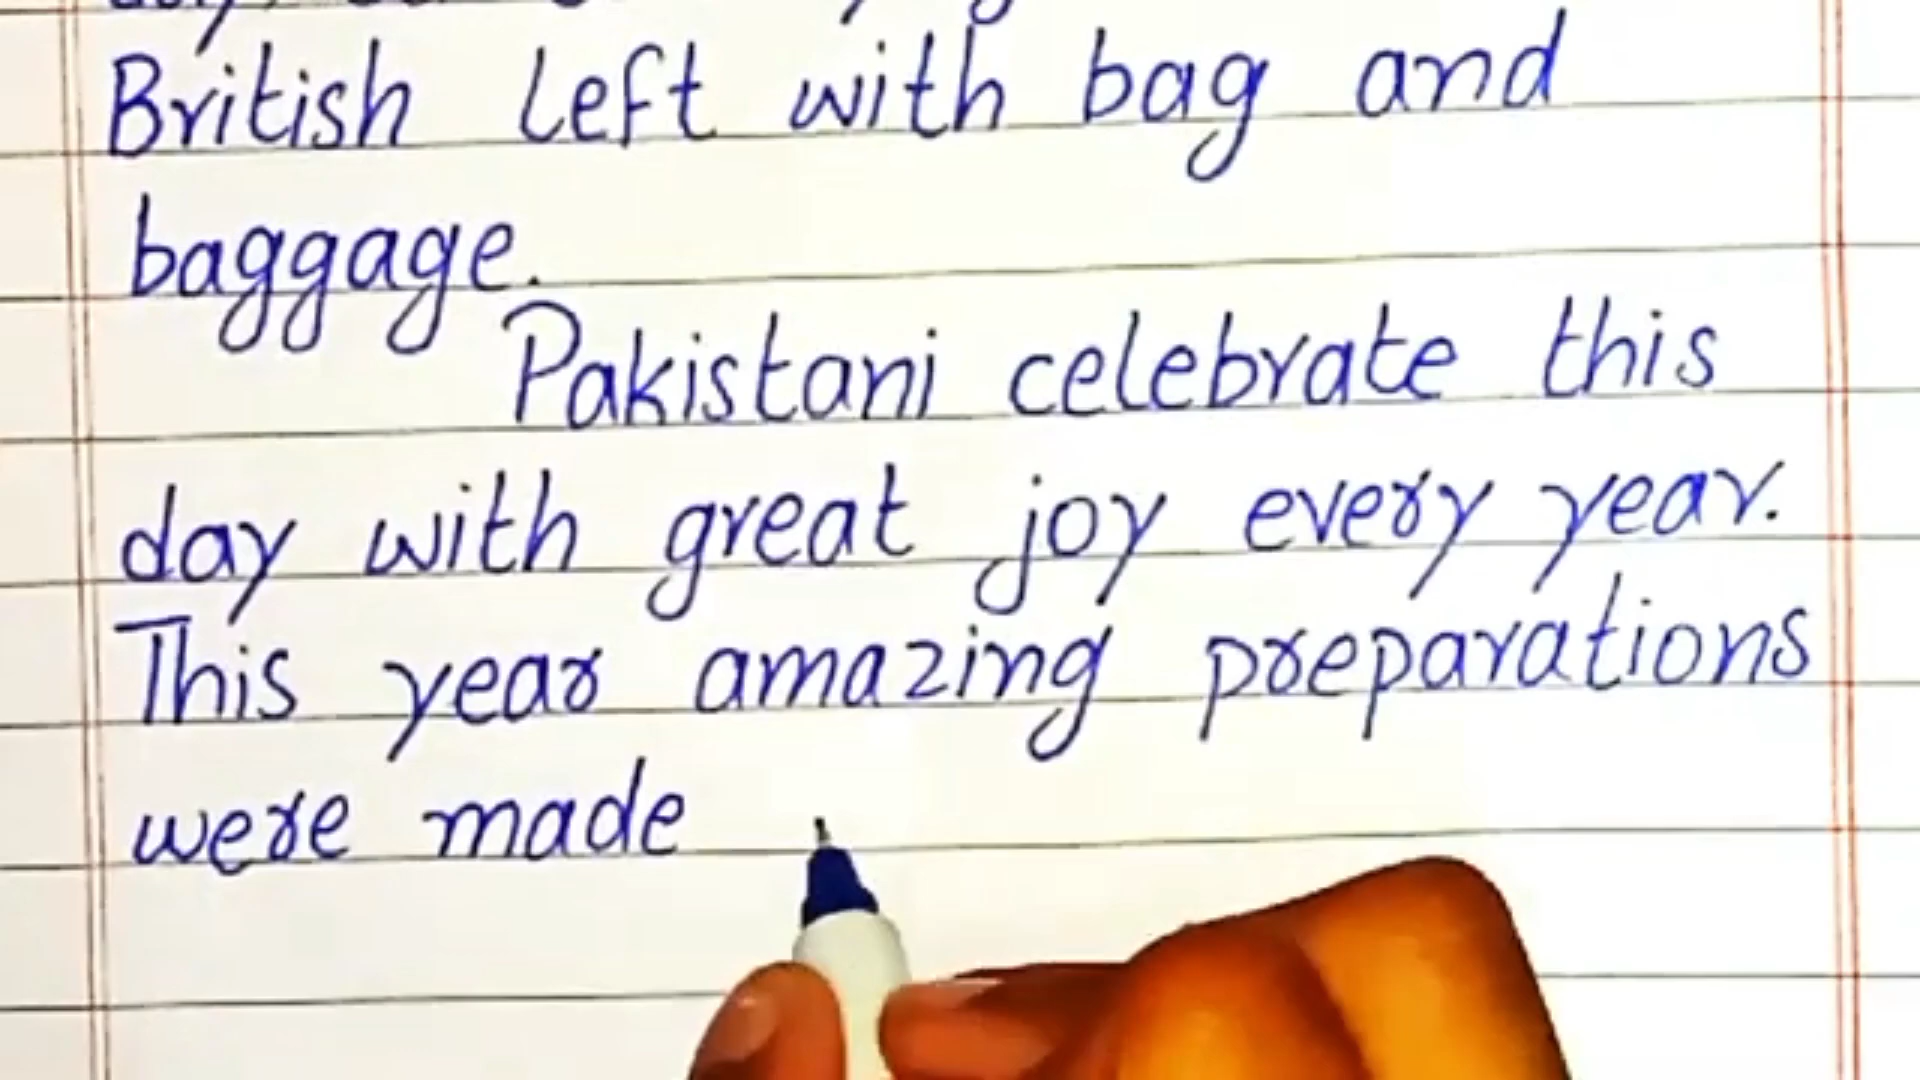 British left with bag and
baggage.
Pakistani celebrate this
day with great joy every year.
This year amazing preparations
were made